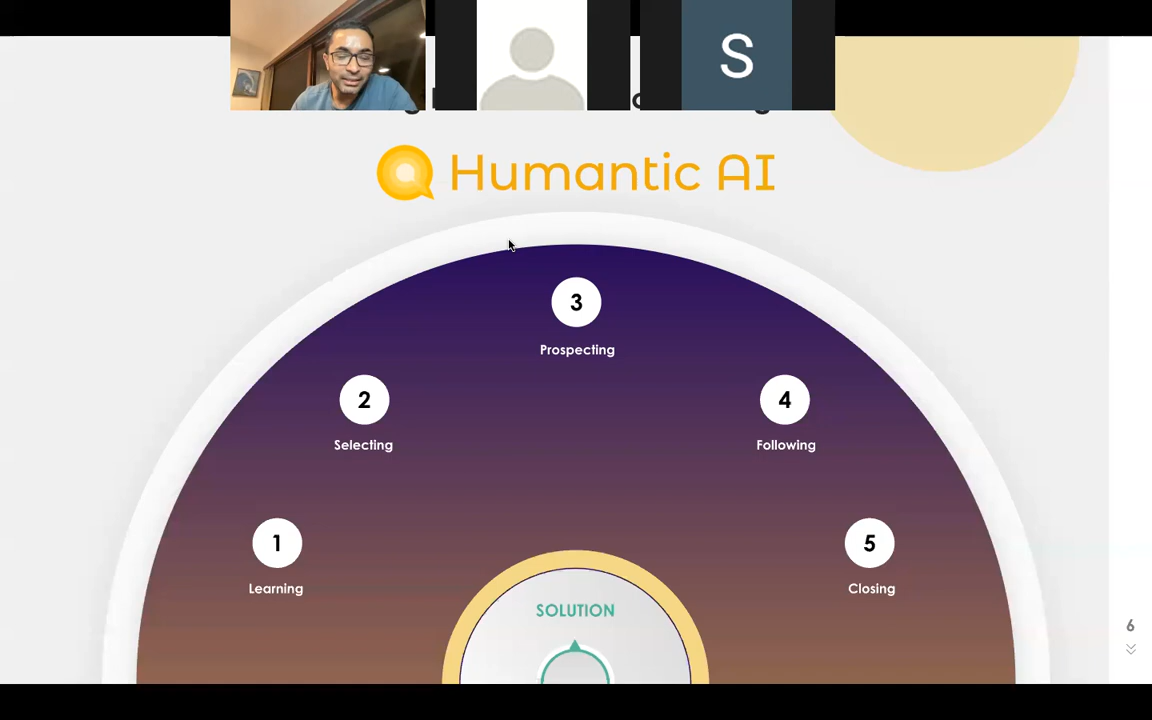 S
Humantic AI
3
Prospecting
2
4
Selecting
Following
1
5
Learning
Closing
SOLUTION
6